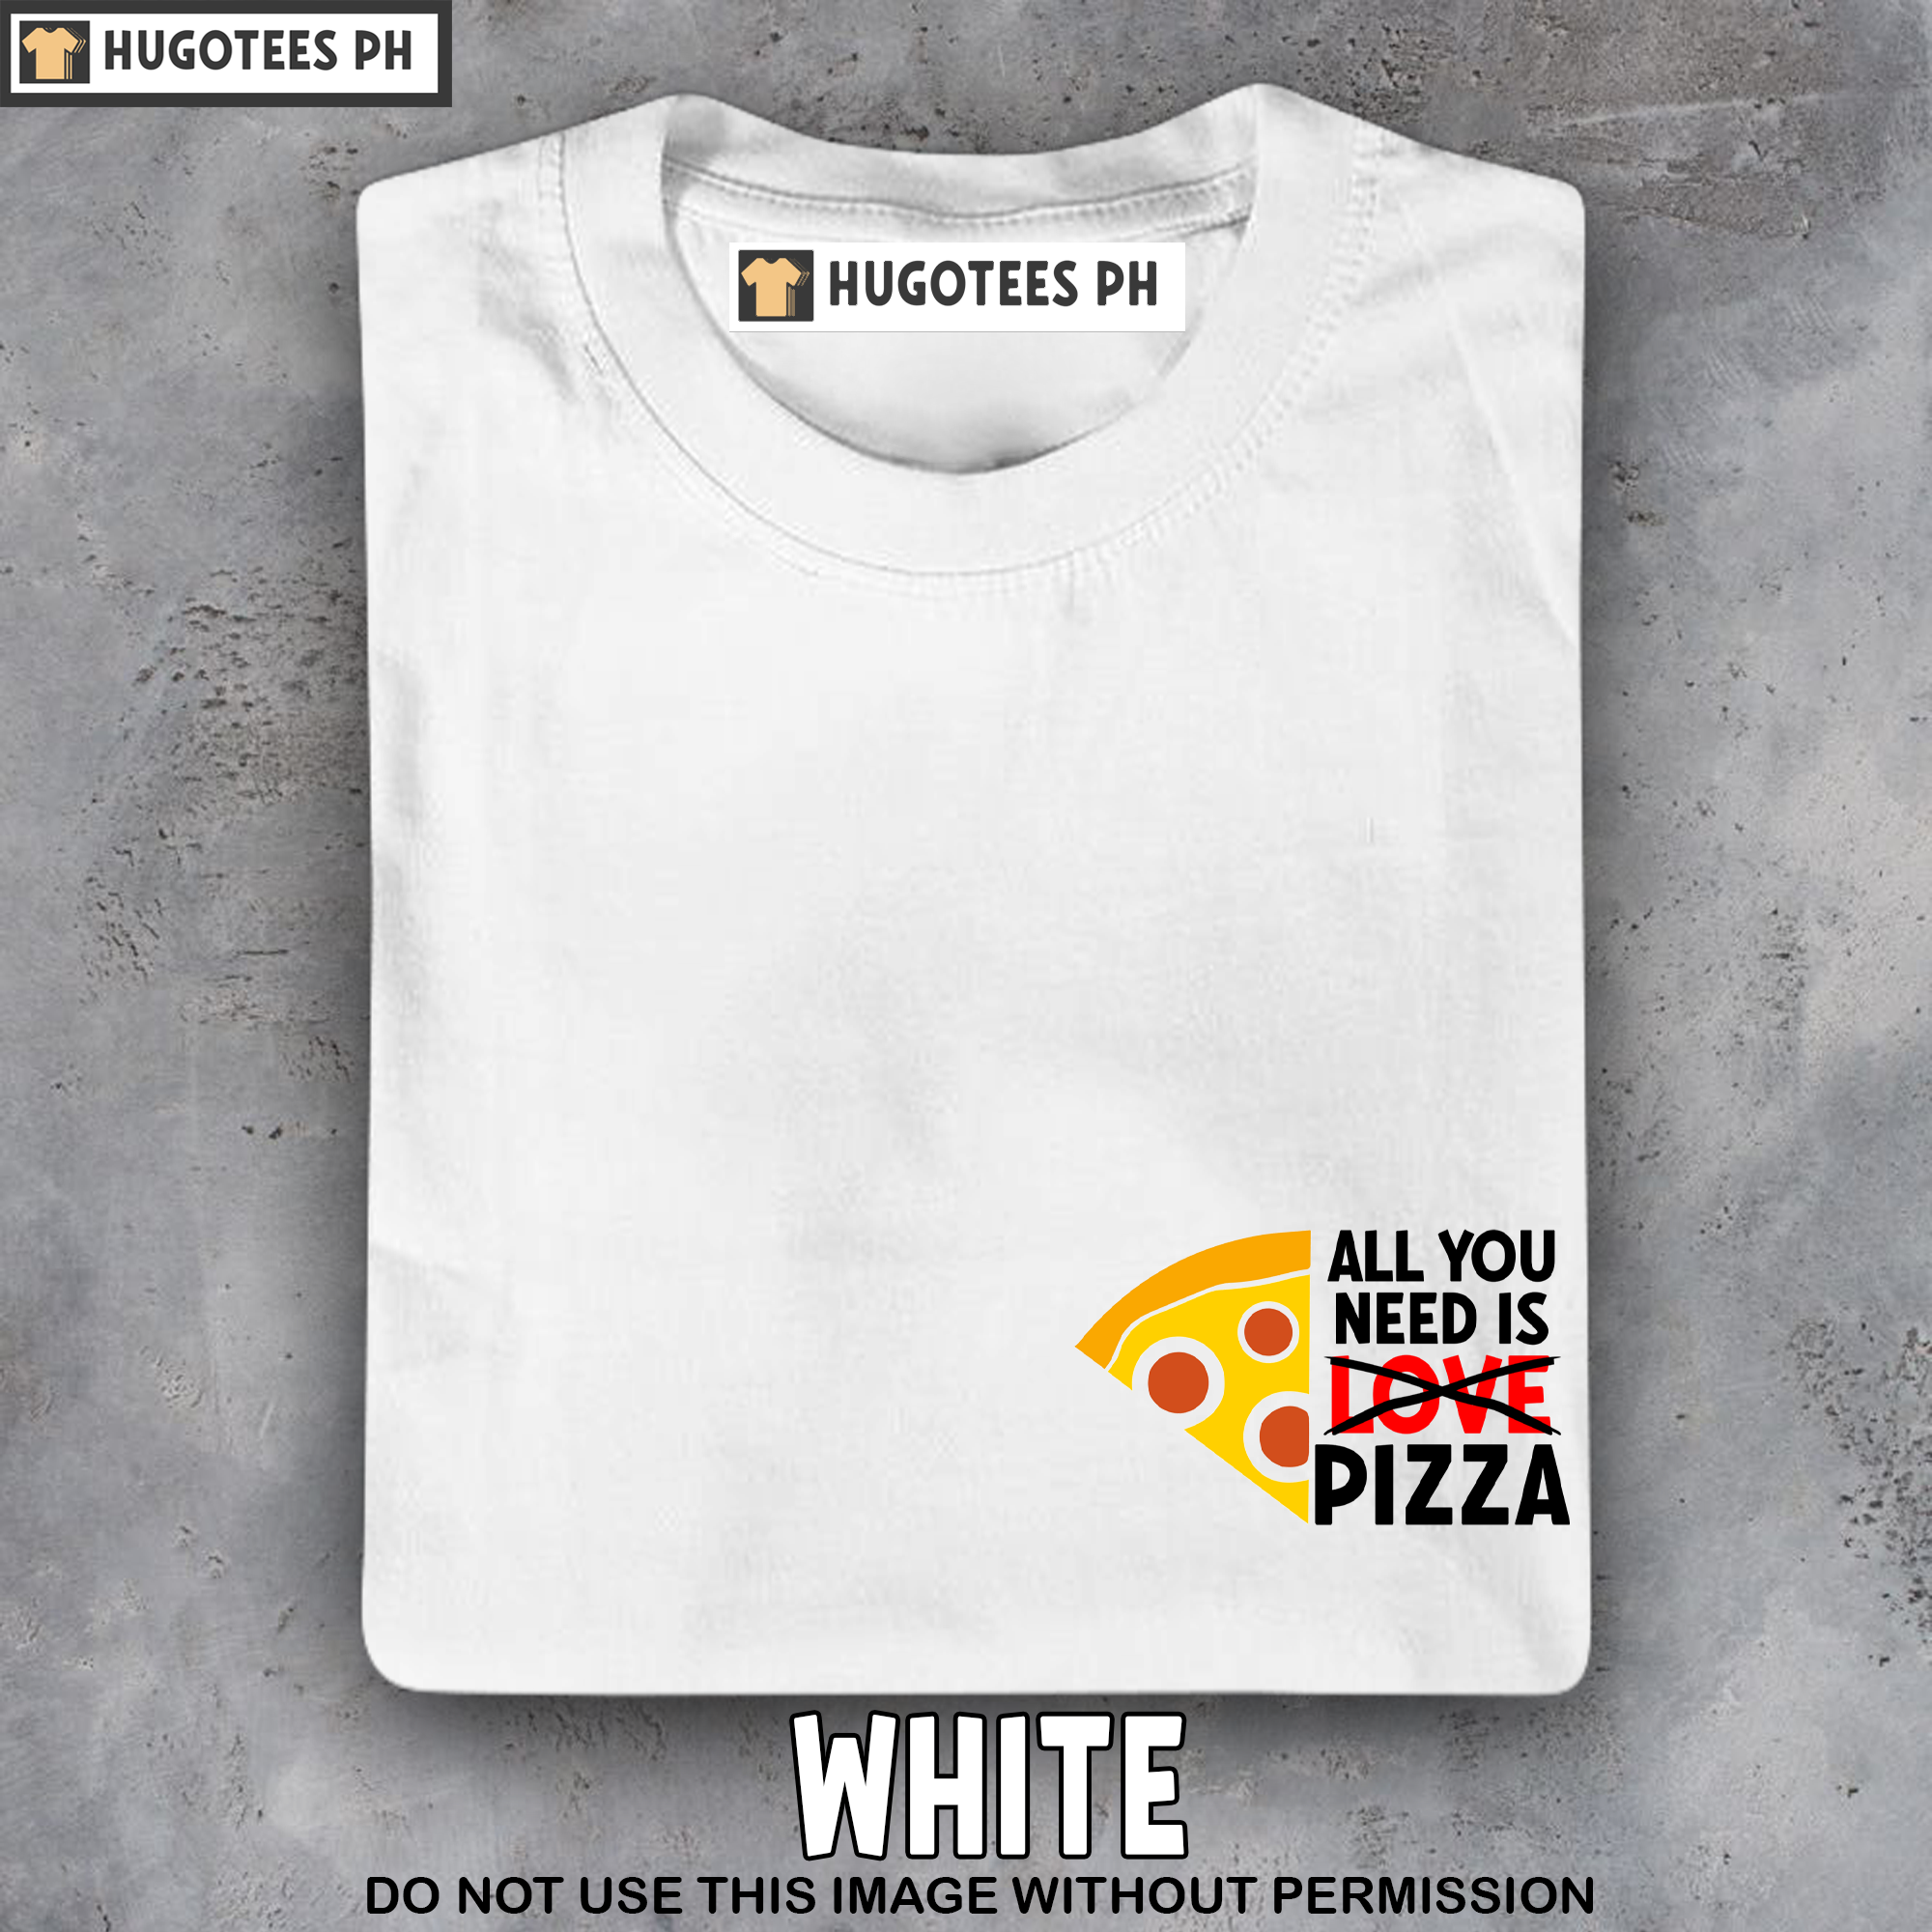 HUGOTEES PH
HUGOTEES PH
ALL YOU
NEED IS
LOVE
PIZZA
WHITE
DO NOT USE THIS IMAGE WITHOUT PERMISSION